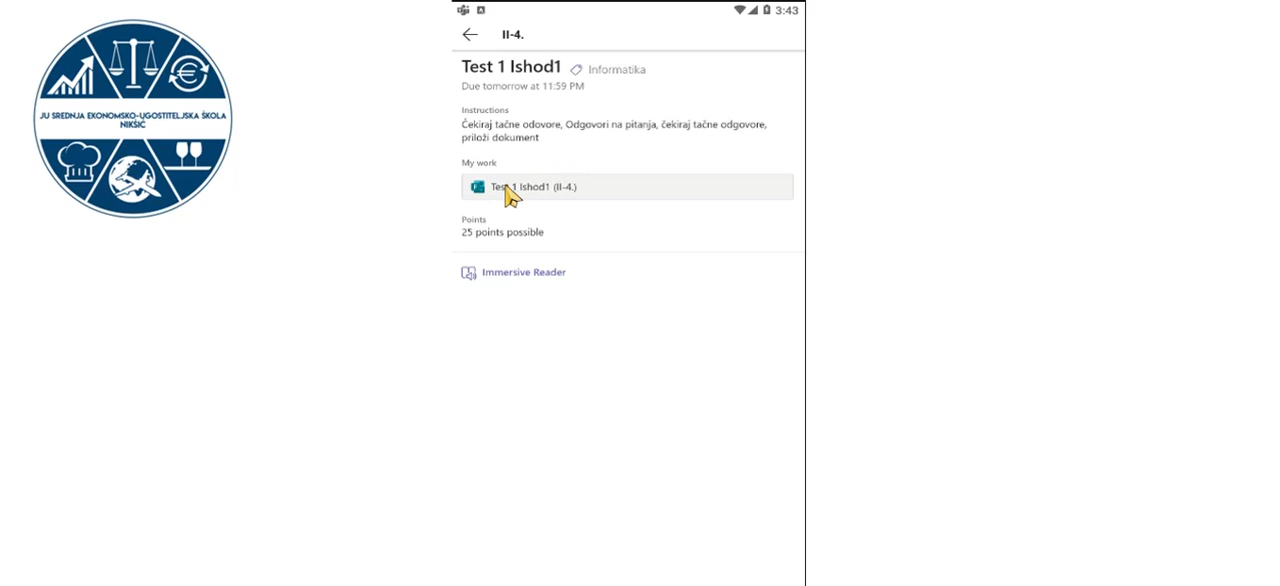 JU SREDNJA EKONOMSKO-UGOSTITELJSKA ŠKOLA
NIKŠIĆ
3:43
II-4.
Test 1 Ishod1 Informatika
Due tomorrow at 11:59 PM
Instructions
Čekiraj tačne odovore, Odgovori na pitanja, čekiraj tačne odgovore,
priloži dokument
My work
Test 1 Ishod1 (II-4.)
Points
25 points possible
Immersive Reader